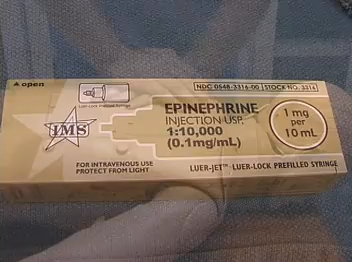 ▲ open
Luer-Lock Prefilled Syringe
NDC 0548-3316-00 STOCK NO. 3316
IMS
EPINEPHRINE
INJECTION USP,
1:10,000
(0.1mg/mL)
1 mg
per
10 mL
FOR INTRAVENOUS USE
PROTECT FROM LIGHT
LUER-JET™ LUER-LOCK PREFILLED SYRINGE